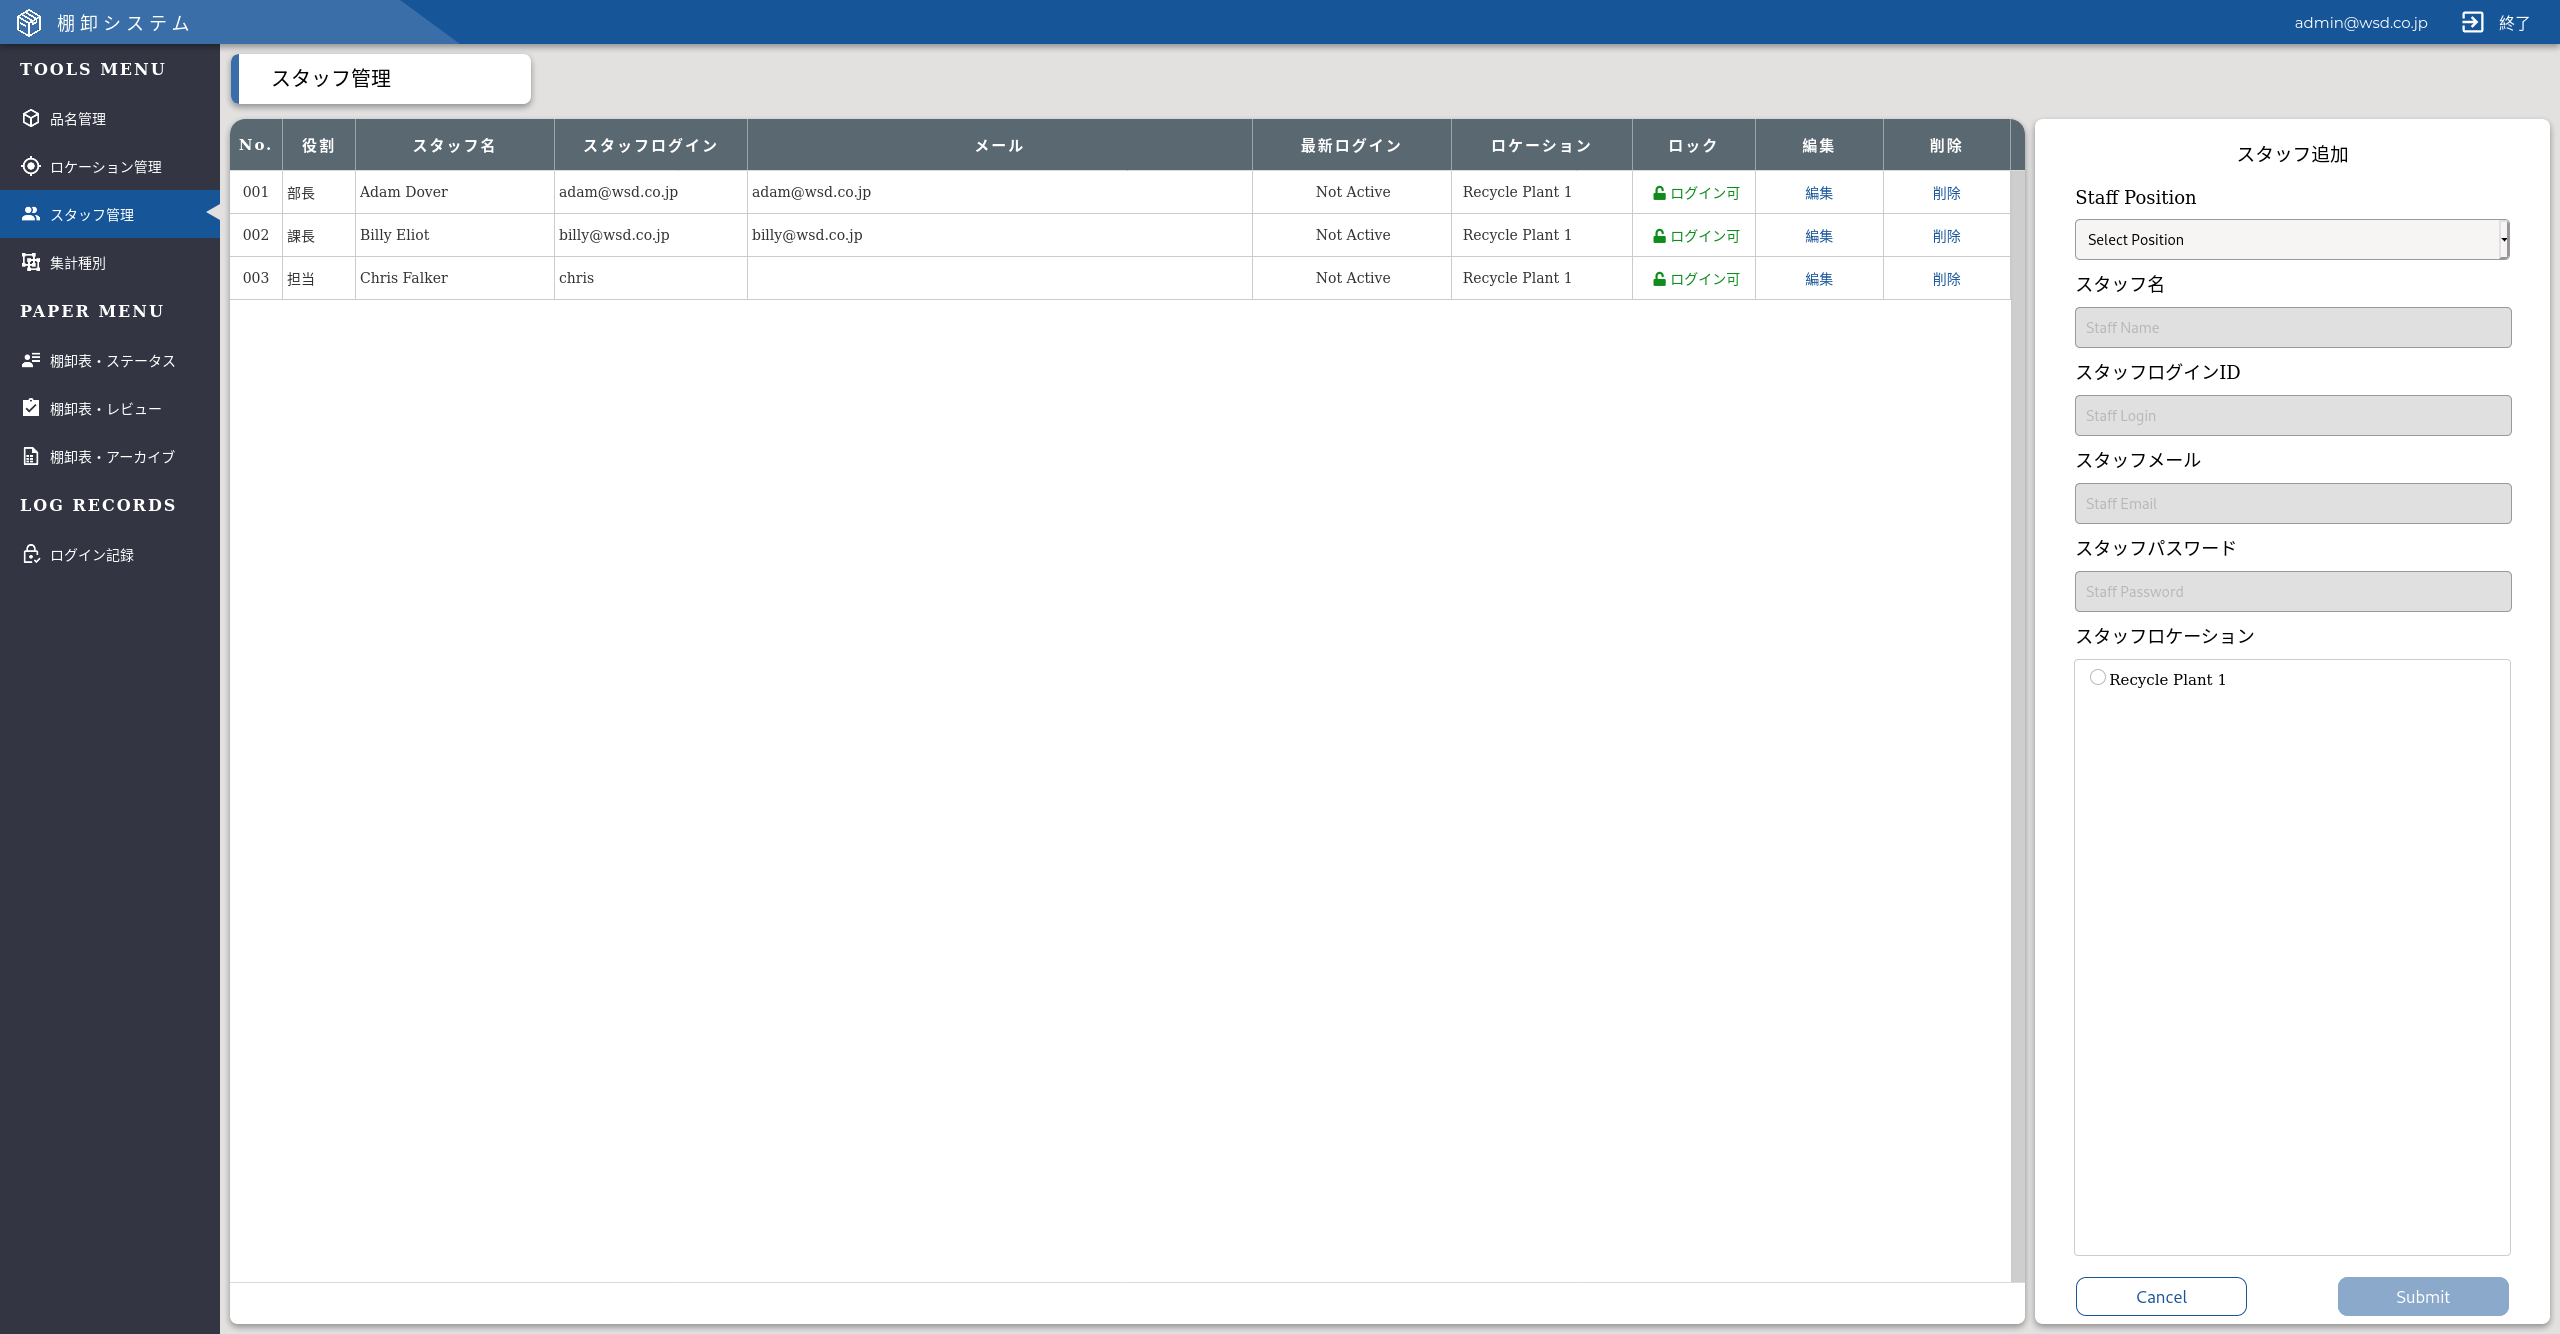 棚卸システム
admin@wsd.co.jp 終了
TOOLS MENU
品名管理
ロケーション管理
スタッフ管理
集計種別
PAPER MENU
棚卸表・ステータス
棚卸表・レビュー
棚卸表・アーカイブ
LOG RECORDS
ログイン記録
スタッフ管理
No. 役割 スタッフ名 スタッフログイン メール 最新ログイン ロケーション ロック 編集 削除
001 部長 Adam Dover adam@wsd.co.jp adam@wsd.co.jp Not Active Recycle Plant 1 ログイン可 編集 削除
002 課長 Billy Eliot billy@wsd.co.jp billy@wsd.co.jp Not Active Recycle Plant 1 ログイン可 編集 削除
003 担当 Chris Falker chris Not Active Recycle Plant 1 ログイン可 編集 削除
スタッフ追加
Staff Position
Select Position
スタッフ名
Staff Name
スタッフログインID
Staff Login
スタッフメール
Staff Email
スタッフパスワード
Staff Password
スタッフロケーション
Recycle Plant 1
Cancel Submit